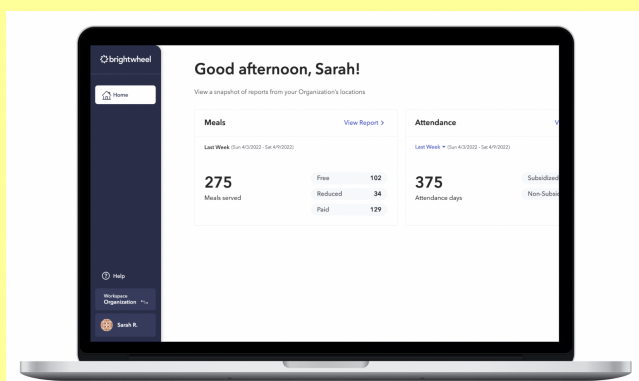 brightwheel
Home
Good afternoon, Sarah!
View a snapshot of reports from your Organization's locations
Meals
View Report >
Last Week (Sun 4/3/2022 - Sat 4/9/2022)
275
Meals served
Free 102
Reduced 34
Paid 129
Attendance
V
Last Week (Sun 4/3/2022 - Sat 4/9/2022)
375
Attendance days
Subsidized
Non-Subsid
Help
Workspace
Organization
Sarah R.